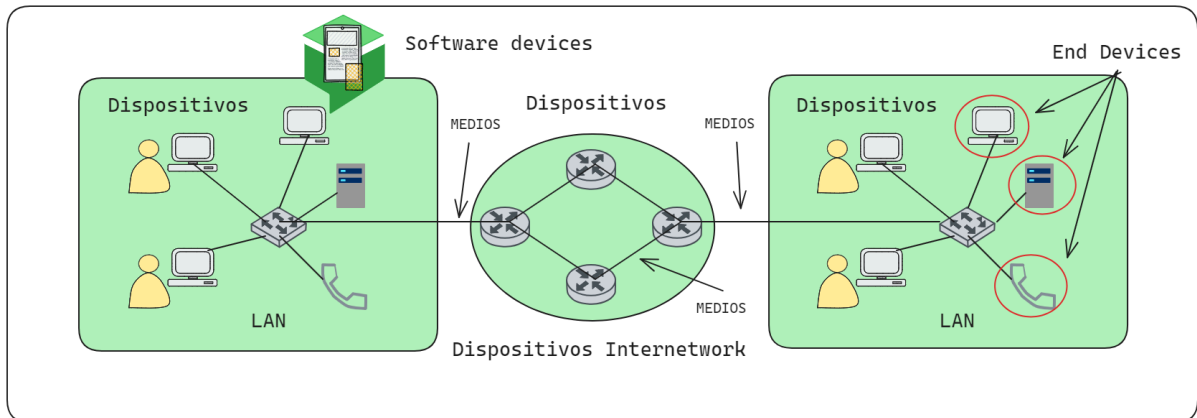 Software devices
End Devices
Dispositivos
Dispositivos
Dispositivos
MEDIOS
MEDIOS
MEDIOS
LAN
LAN
Dispositivos Internetwork